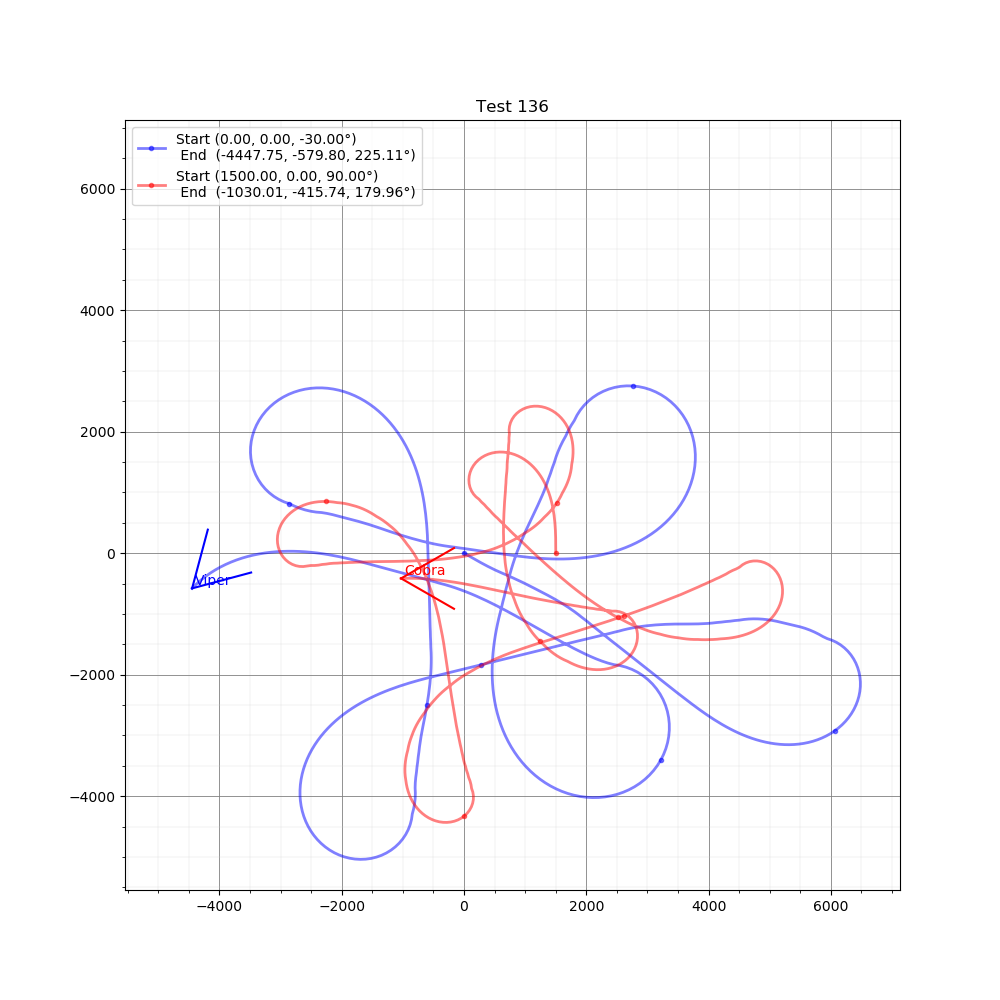 Test 136
Start (0.00, 0.00, -30.00°)
End (-4447.75, -579.80, 225.11°)
Start (1500.00, 0.00, 90.00°)
End (-1030.01, -415.74, 179.96°)
6000
4000
2000
0
−2000
−4000
Viper
Cobra
−4000
−2000
0
2000
4000
6000